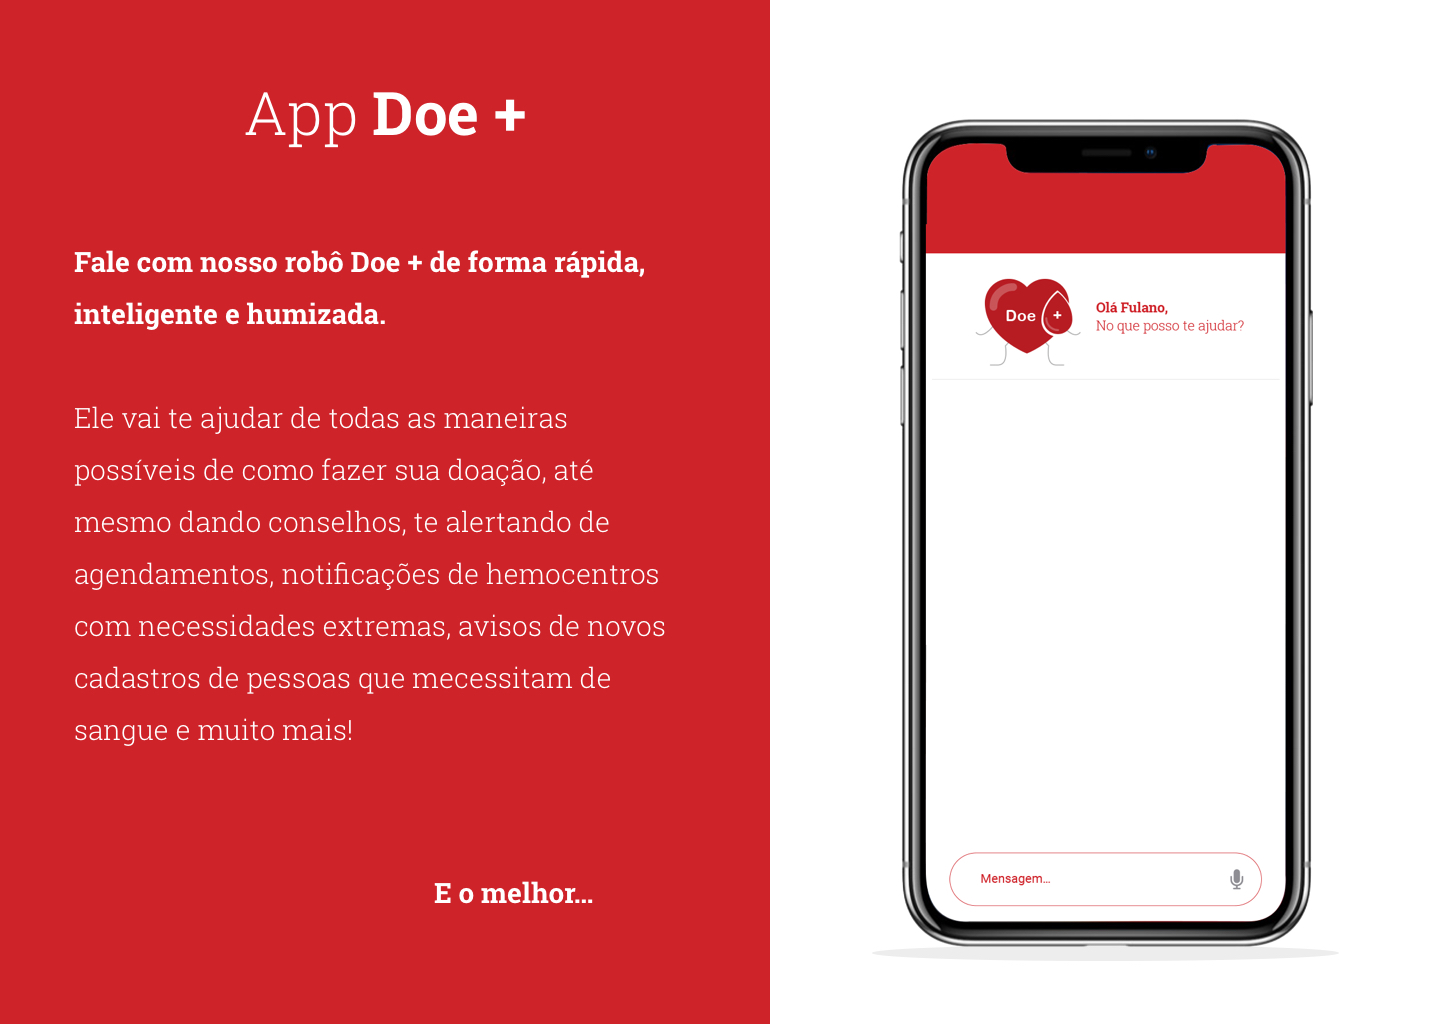 App Doe +
Fale com nosso robô Doe + de forma rápida,
inteligente e humizada.
Ele vai te ajudar de todas as maneiras
possíveis de como fazer sua doação, até
mesmo dando conselhos, te alertando de
agendamentos, notificações de hemocentros
com necessidades extremas, avisos de novos
cadastros de pessoas que mecessitam de
sangue e muito mais!
E o melhor...
Doe +
Olá Fulano,
No que posso te ajudar?
Mensagem...